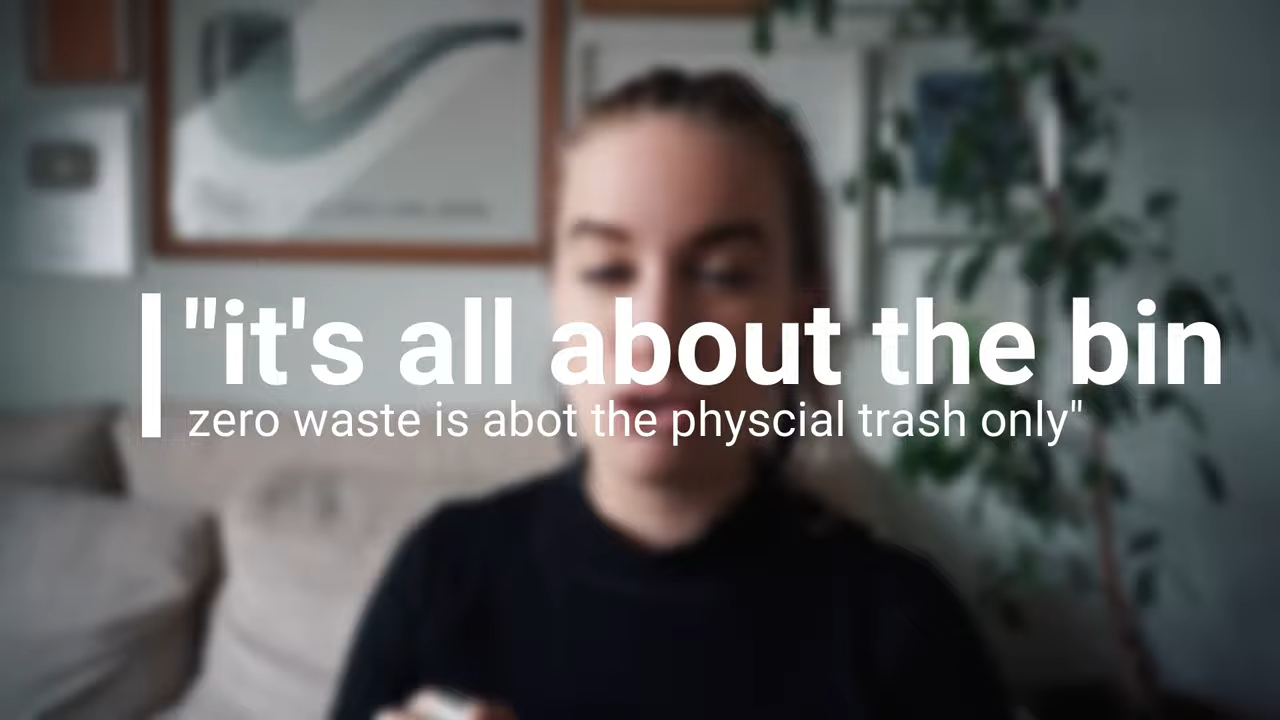 "it's all about the bin
zero waste is abot the physcial trash only"